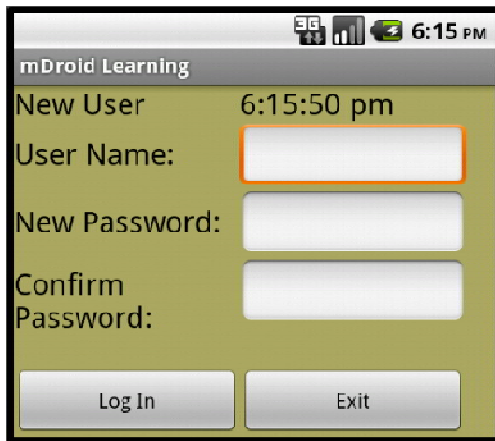 3G 6:15 PM
mDroid Learning
New User 6:15:50 pm
User Name:
New Password:
Confirm
Password:
Log In Exit